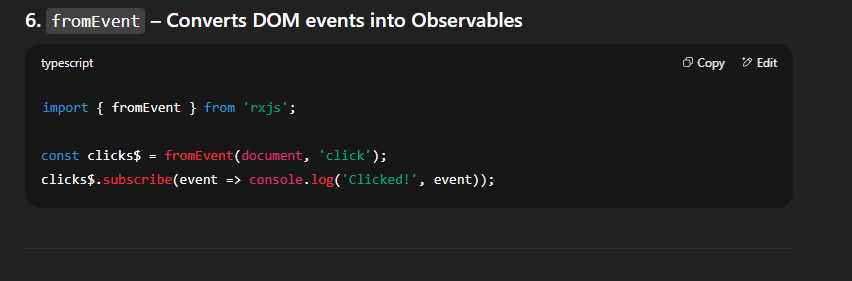 6. fromEvent – Converts DOM events into Observables
typescript Copy Edit
import { fromEvent } from 'rxjs';
const clicks$ = fromEvent(document, 'click');
clicks$.subscribe(event => console.log('Clicked!', event));